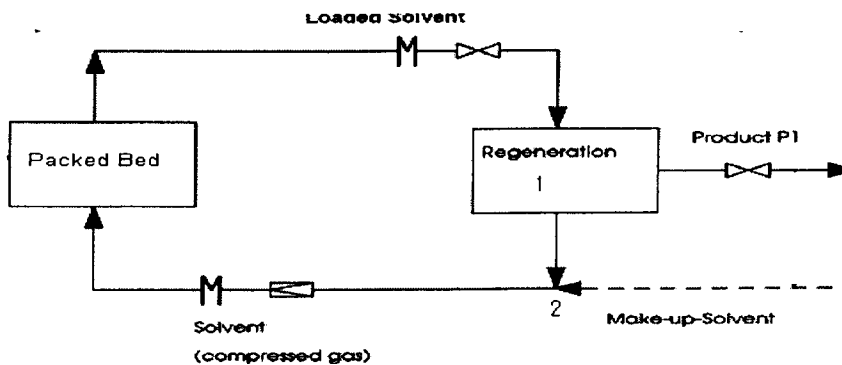 Loaded Solvent
M
Packed Bed
Regeneration
1
Product P1
M
2
Solvent
(compressed gas)
Make-up-Solvent